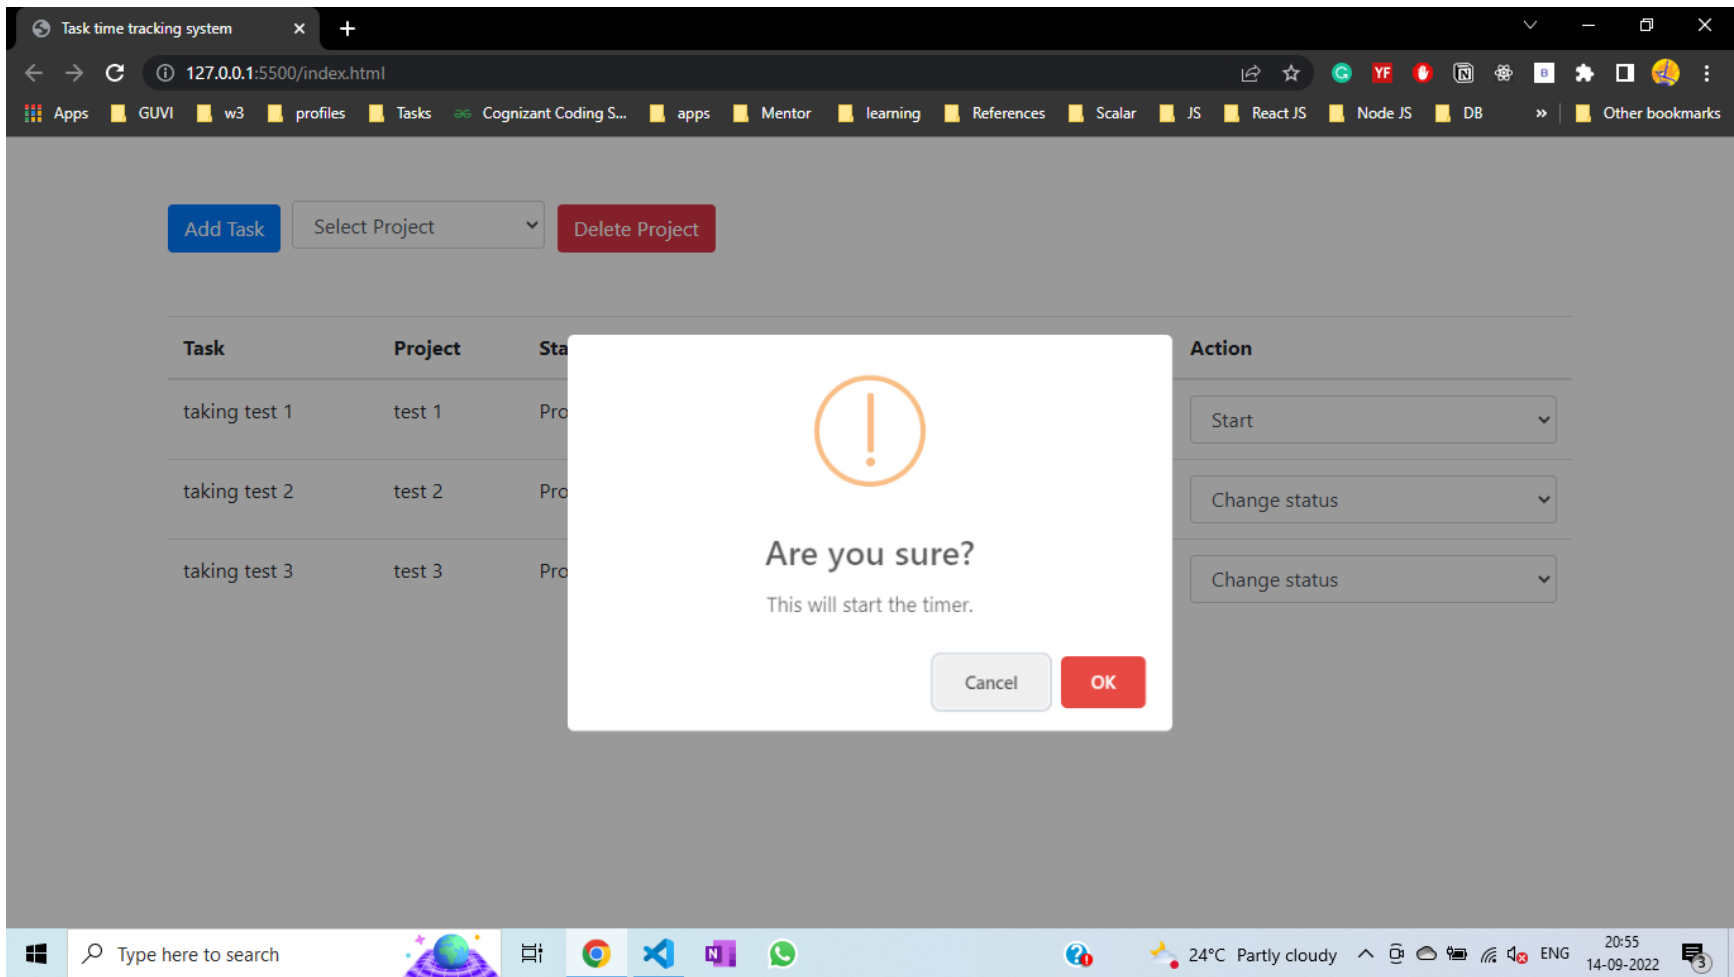 Task time tracking system
127.0.0.1:5500/index.html
Apps GUVI w3 profiles Tasks Cognizant Coding S... apps Mentor learning References Scalar JS React JS Node JS DB » Other bookmarks
Add Task Select Project Delete Project
Task Project Sta Action
taking test 1 test 1 Pro Start
taking test 2 test 2 Pro Change status
taking test 3 test 3 Pro Change status
Are you sure?
This will start the timer.
Cancel OK
Type here to search 24°C Partly cloudy ENG 20:55
14-09-2022 3